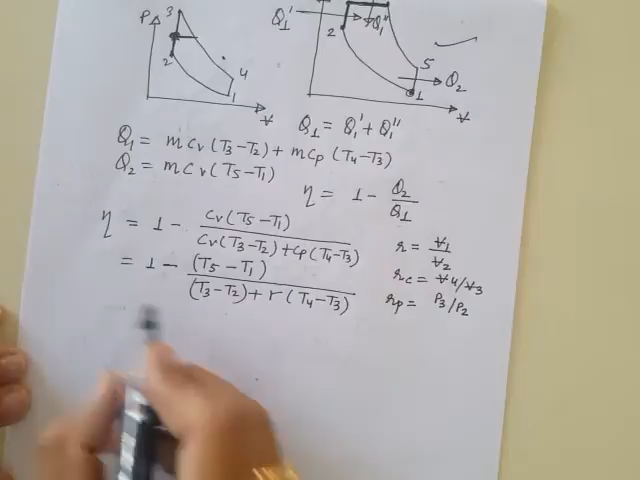 P 3
2
4
1
V
Q₁'
2
Q₁''
5
Q₂
1
V
Q₁ = Q₁' + Q₁''
Q₁ = mCv(T₃-T₂) + mCp(T₄-T₃)
Q₂ = mCv(T₅-T₁)
η = 1 - Q₂/Q₁
η = 1 - Cv(T₅-T₁)/Cv(T₃-T₂)+Cp(T₄-T₃)
= 1 - (T₅-T₁)/(T₃-T₂)+r(T₄-T₃)
r = V₁/V₂
rc = V₄/V₃
rp = P₃/P₂